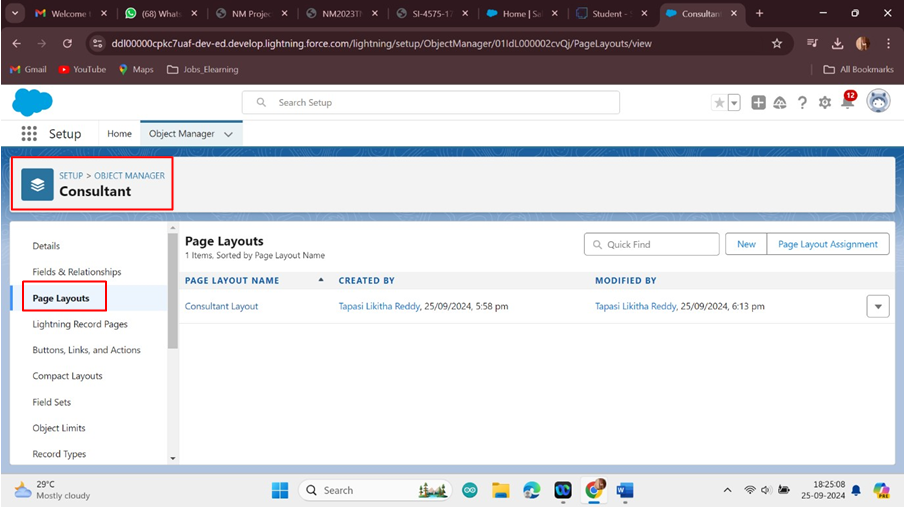 Welcome
(68) Whats
NM Proje
NM2023T
SI-4575-1
Home | Sal
Student -
Consultan
ddl00000cpkc7uaf-dev-ed.develop.lightning.force.com/lightning/setup/ObjectManager/01IdL000002cvQj/PageLayouts/view
Gmail YouTube Maps Jobs_Elearning All Bookmarks
Search Setup
12
Setup Home Object Manager
SETUP > OBJECT MANAGER
Consultant
Details
Fields & Relationships
Page Layouts
Lightning Record Pages
Buttons, Links, and Actions
Compact Layouts
Field Sets
Object Limits
Record Types
Page Layouts
1 Items, Sorted by Page Layout Name
Quick Find
New Page Layout Assignment
PAGE LAYOUT NAME CREATED BY MODIFIED BY
Consultant Layout Tapasi Likitha Reddy, 25/09/2024, 5:58 pm Tapasi Likitha Reddy, 25/09/2024, 6:13 pm
29°C
Mostly cloudy
Search
18:25:08
25-09-2024
PRE